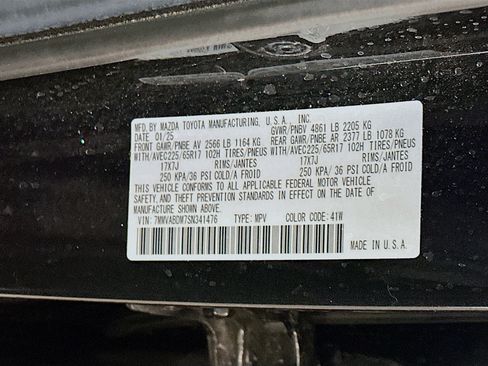 MFD.BY MAZDA TOYOTA MANUFACTURING, U.S.A., INC.
DATE 01/25 GVWR/PNBV 4861 LB 2205 KG
FRONT GAWR/PNBE AV 2566 LB 1164 KG REAR GAWR/PNBE AR 2377 LB 1078 KG
WITH/AVEC225/65R17 102H TIRES/PNEUS WITH/AVEC225/65R17 102H TIRES/PNEUS
17X7J RIMS/JANTES 17X7J RIMS/JANTES
250 KPA/36 PSI COLD/A FROID 250 KPA/36 PSI COLD/A FROID
THIS VEHICLE CONFORMS TO ALL APPLICABLE FEDERAL MOTOR VEHICLE
SAFETY, AND THEFT PREVENTION STANDARDS IN EFFECT ON THE DATE OF
MANUFACTURE SHOWN ABOVE.
VIN: 7MMVABDM7SN341476 TYPE: MPV COLOR CODE: 41W
MADE IN U.S.A.